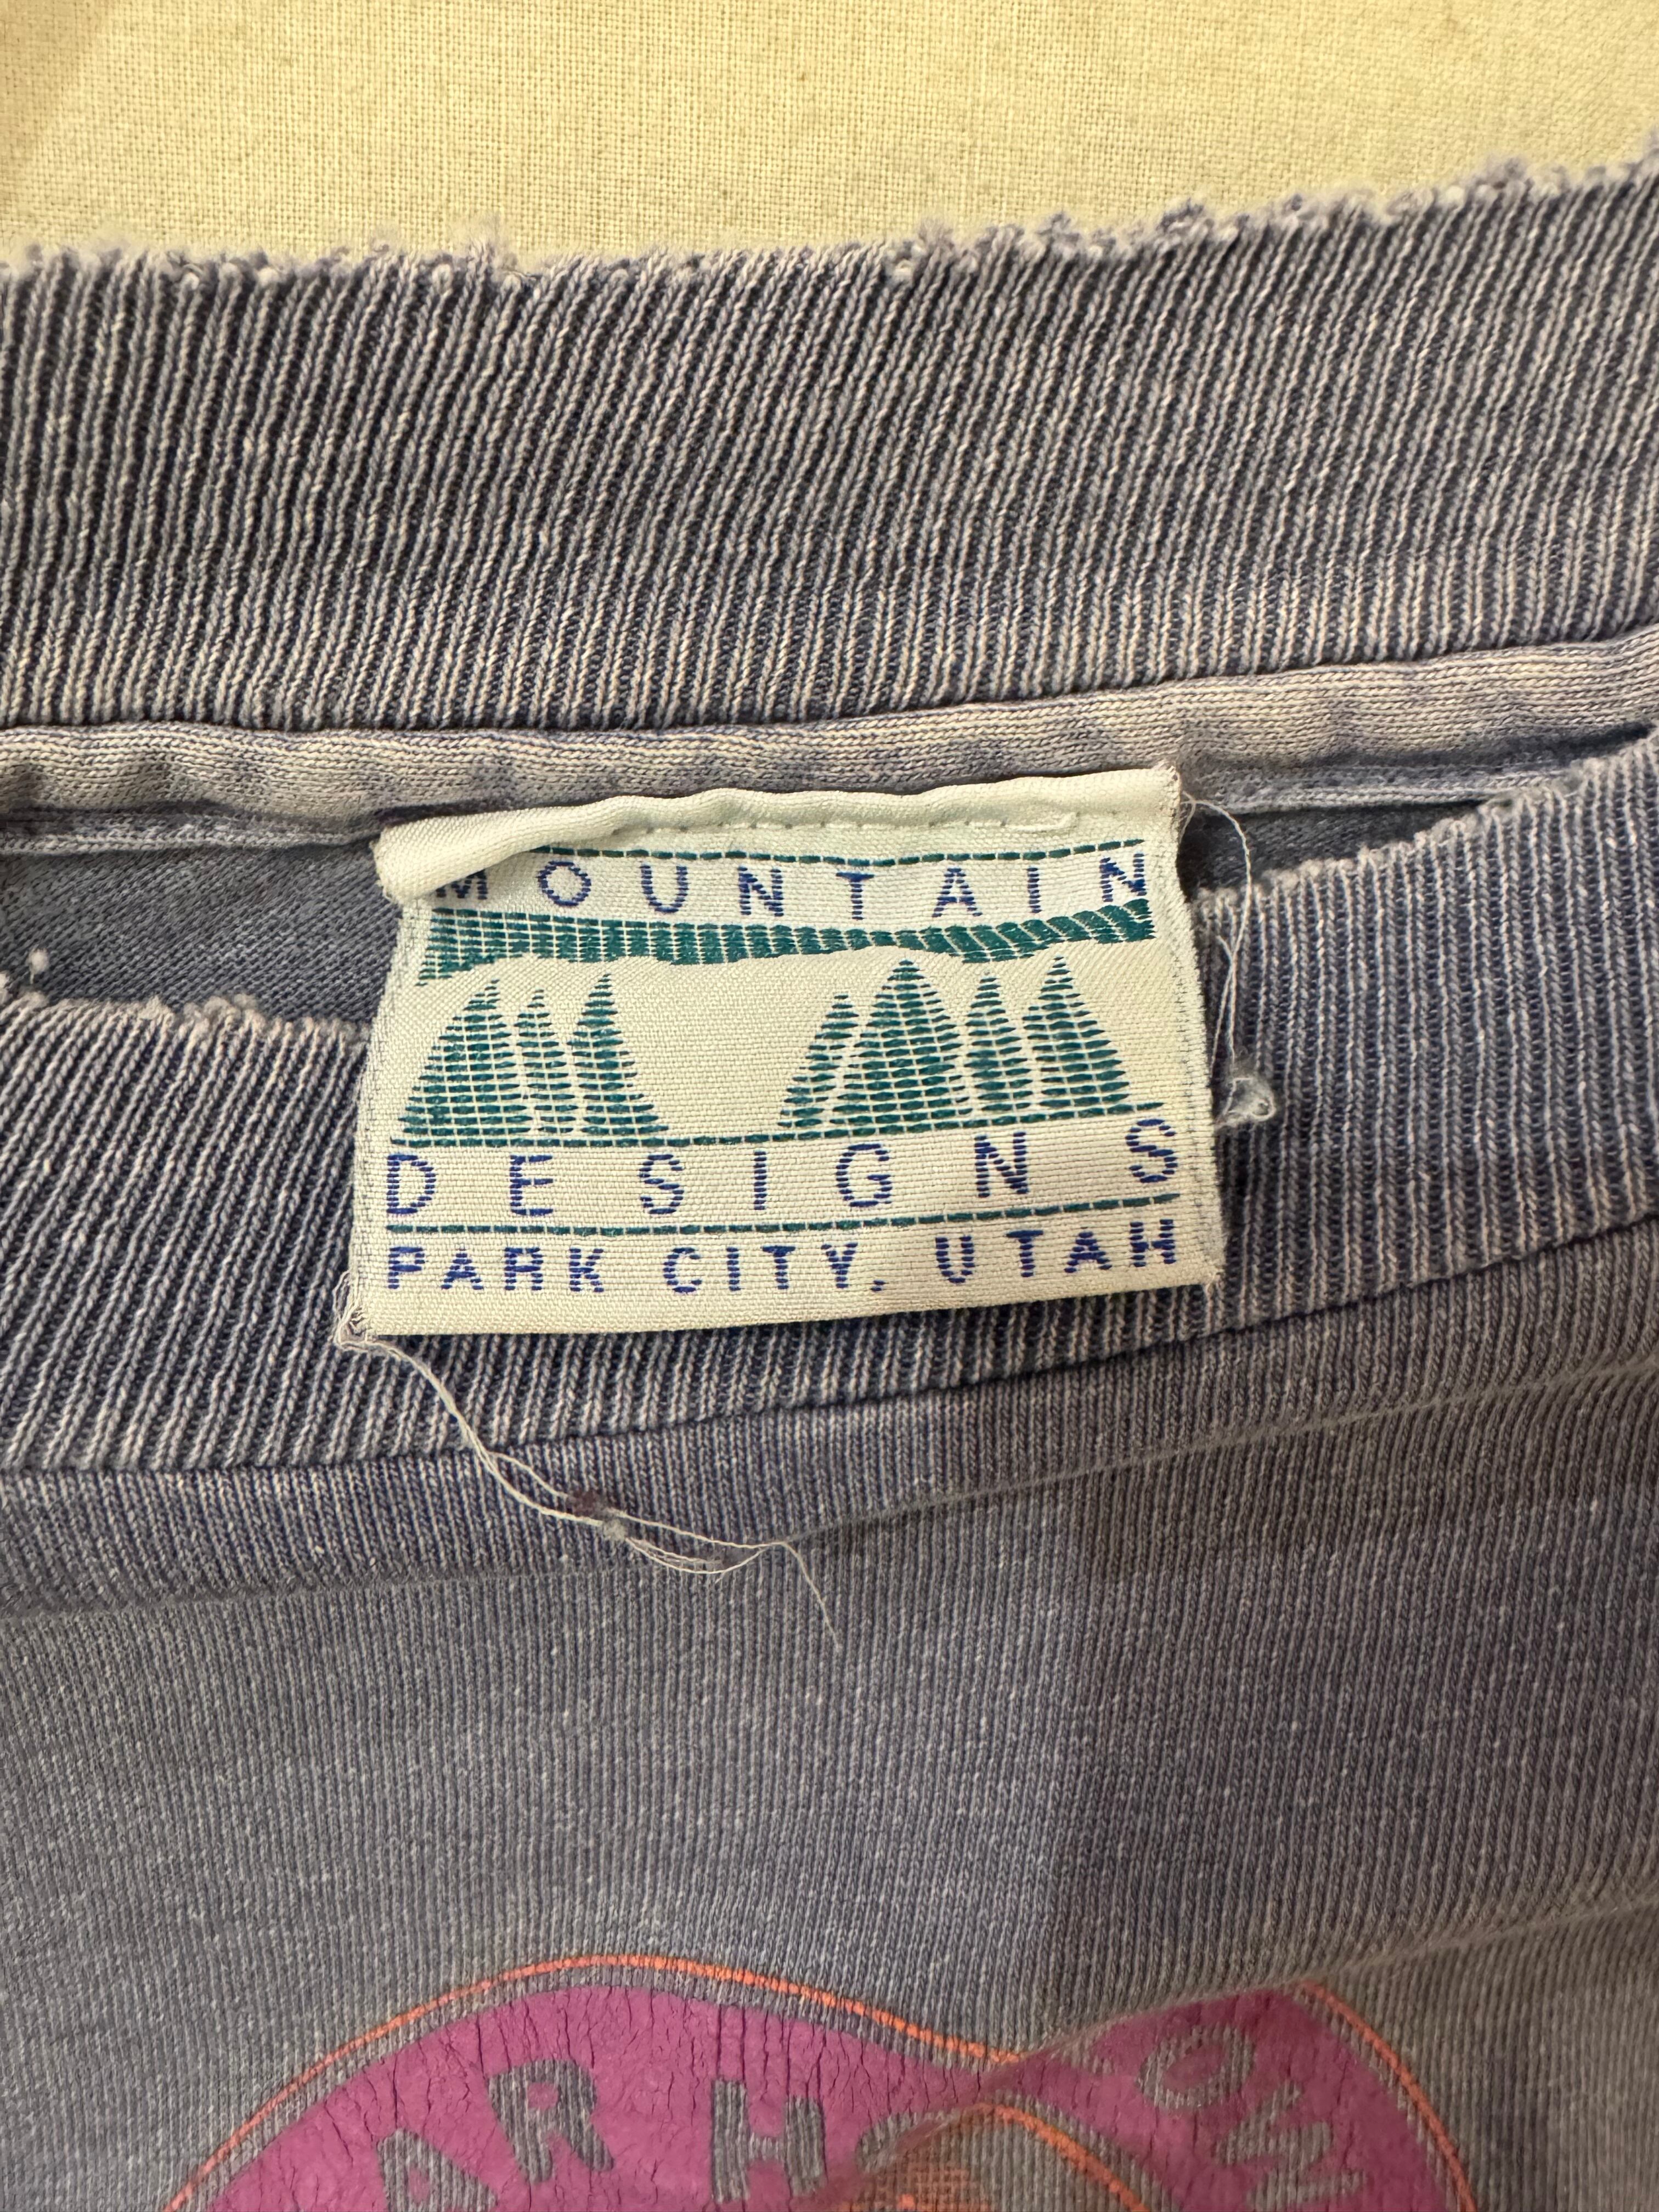 MOUNTAIN
DESIGNS
PARK CITY, UTAH